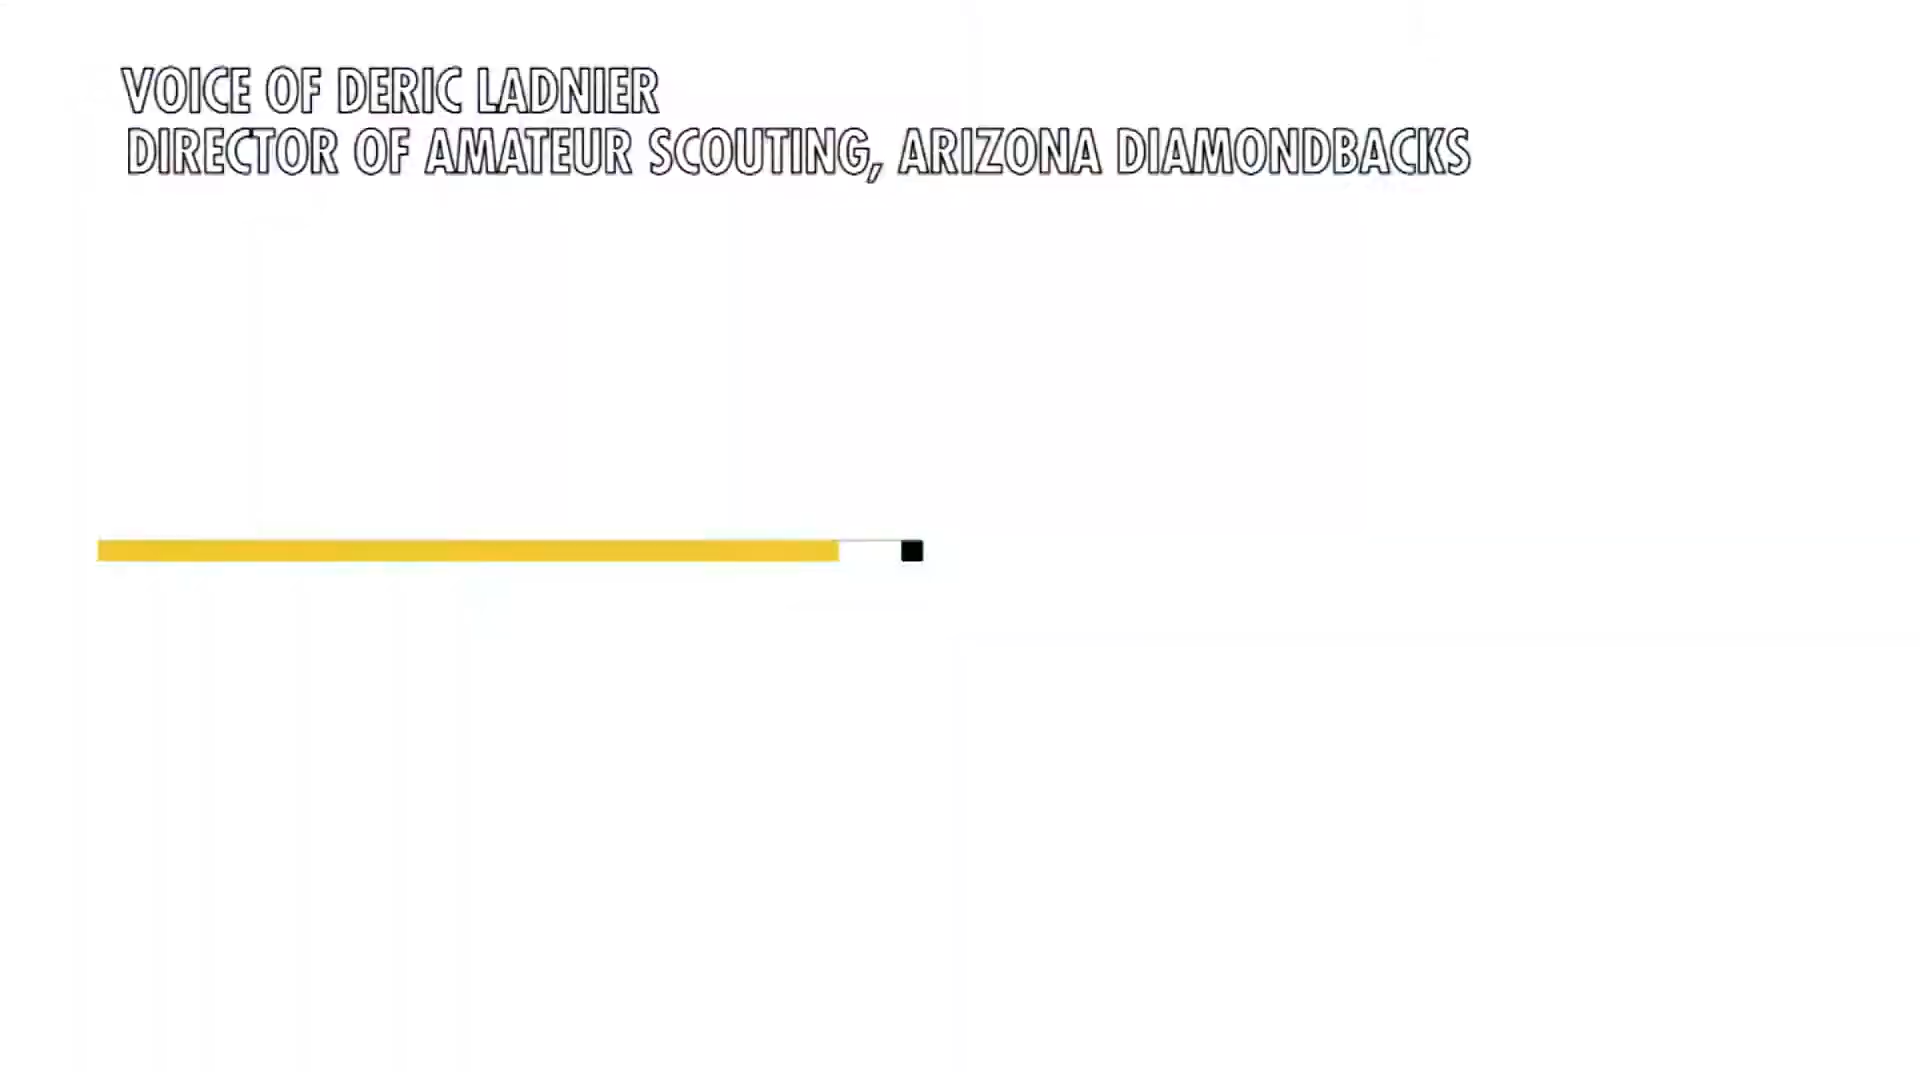 VOICE OF DERIC LADNIER
DIRECTOR OF AMATEUR SCOUTING, ARIZONA DIAMONDBACKS